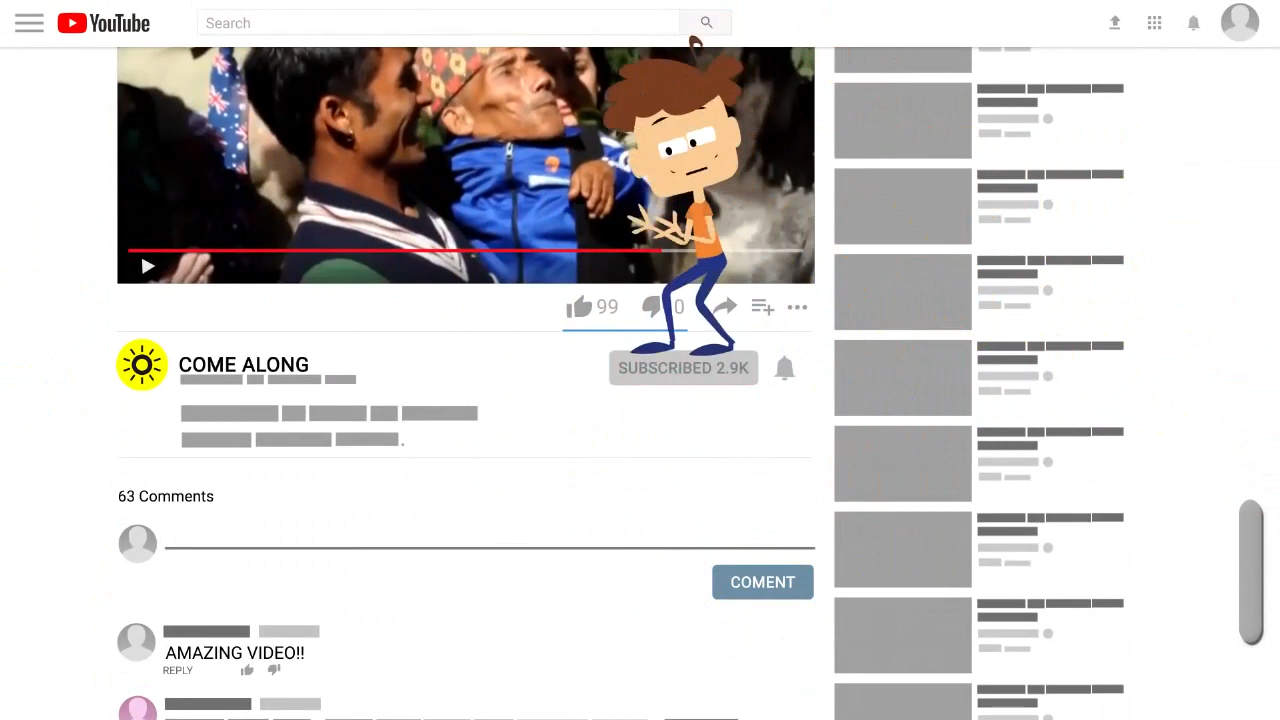 YouTube
Search
99
0
COME ALONG
SUBSCRIBED 2.9K
63 Comments
COMENT
AMAZING VIDEO!!
REPLY